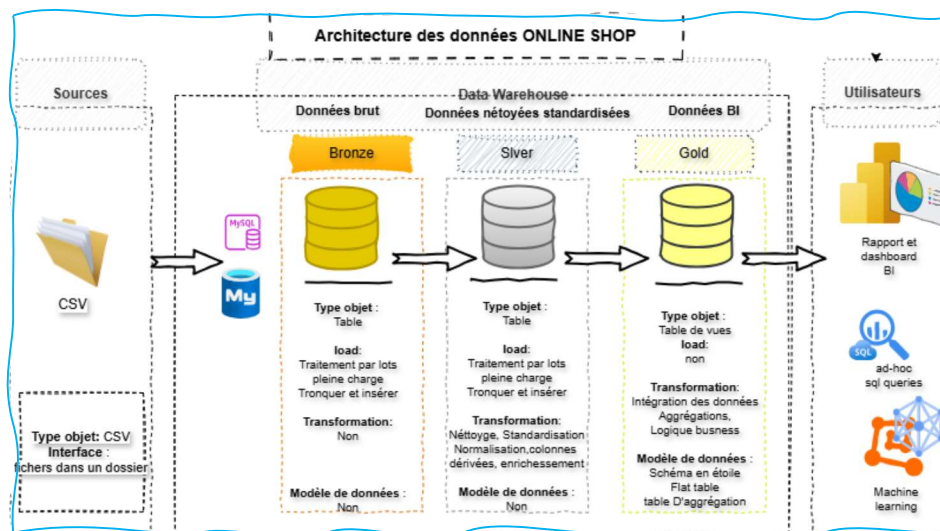 Architecture des données ONLINE SHOP
Sources
Data Warehouse
Utilisateurs
Données brut
Données nétoyées standardisées
Données BI
Bronze
Slver
Gold
MySQL
My
CSV
Type objet: CSV
Interface :
fichers dans un dossier
Type objet :
Table
load:
Traitement par lots
pleine charge
Tronquer et insérer
Transformation:
Non
Modèle de données :
Non
Type objet :
Table
load:
Traitement par lots
pleine charge
Tronquer et insérer
Transformation:
Néttoyge, Standardisation
Normalisation,colonnes
dérivées, enrichessement
Modèle de données :
Non
Type objet:
Table de vues
load:
non
Transformation:
Intégration des données
Aggrégations,
Logique busness
Modèle de données:
Schéma en étoile
Flat table
table D'aggrégation
Rapport et
dashboard
BI
SQL
ad-hoc
sql queries
Machine
learning